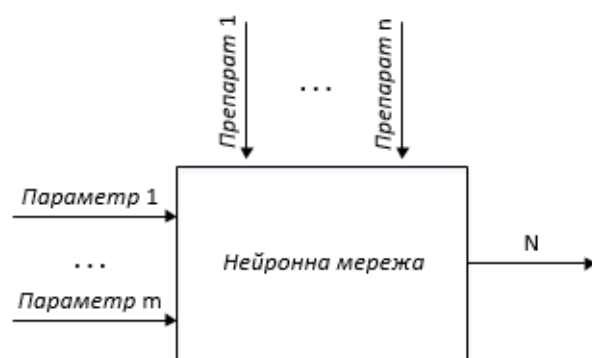 Препарат 1
...
Препарат n
Параметр 1
...
Параметр m
Нейронна мережа
N